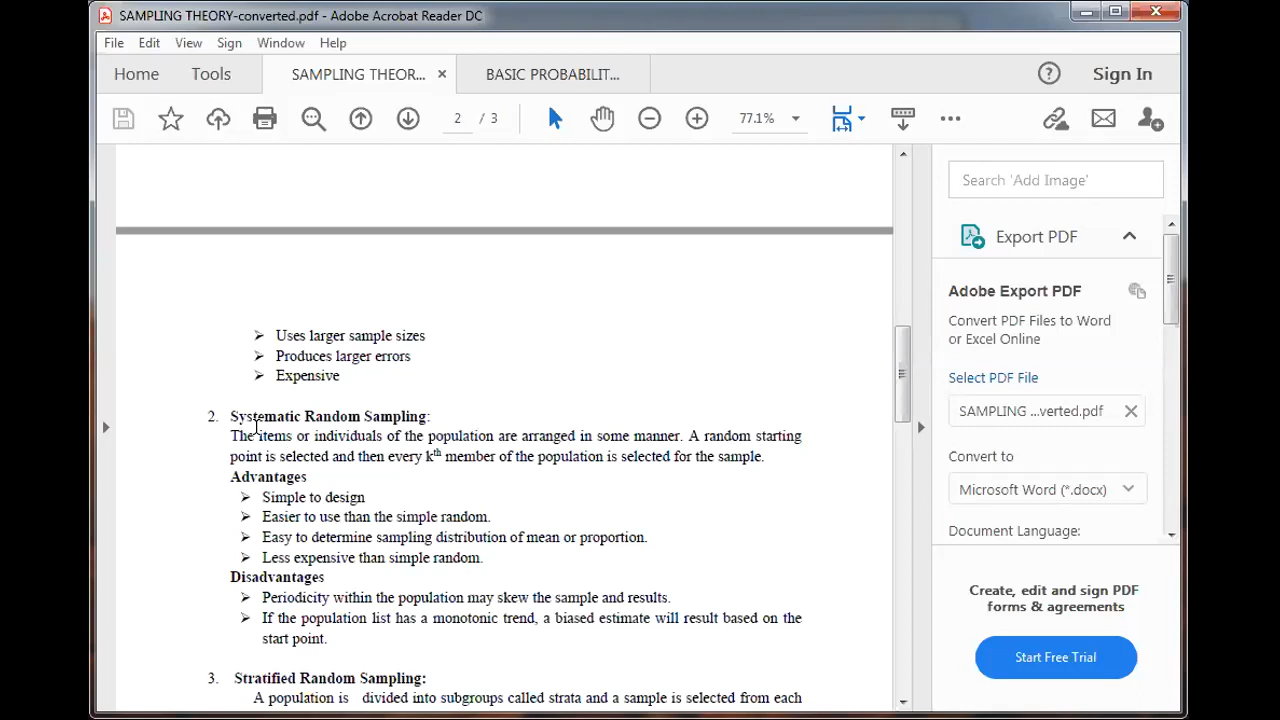 SAMPLING THEORY-converted.pdf - Adobe Acrobat Reader DC
File Edit View Sign Window Help
Home Tools SAMPLING THEOR... × BASIC PROBABILIT... ? Sign In
2 / 3 77.1%
Search 'Add Image'
Export PDF
Adobe Export PDF
Convert PDF Files to Word
or Excel Online
Select PDF File
SAMPLING ...verted.pdf
Convert to
Microsoft Word (*.docx)
Document Language:
Create, edit and sign PDF
forms & agreements
Start Free Trial
➢ Uses larger sample sizes
➢ Produces larger errors
➢ Expensive
2. Systematic Random Sampling:
The items or individuals of the population are arranged in some manner. A random starting
point is selected and then every kth member of the population is selected for the sample.
Advantages
➢ Simple to design
➢ Easier to use than the simple random.
➢ Easy to determine sampling distribution of mean or proportion.
➢ Less expensive than simple random.
Disadvantages
➢ Periodicity within the population may skew the sample and results.
➢ If the population list has a monotonic trend, a biased estimate will result based on the
start point.
3. Stratified Random Sampling:
A population is divided into subgroups called strata and a sample is selected from each